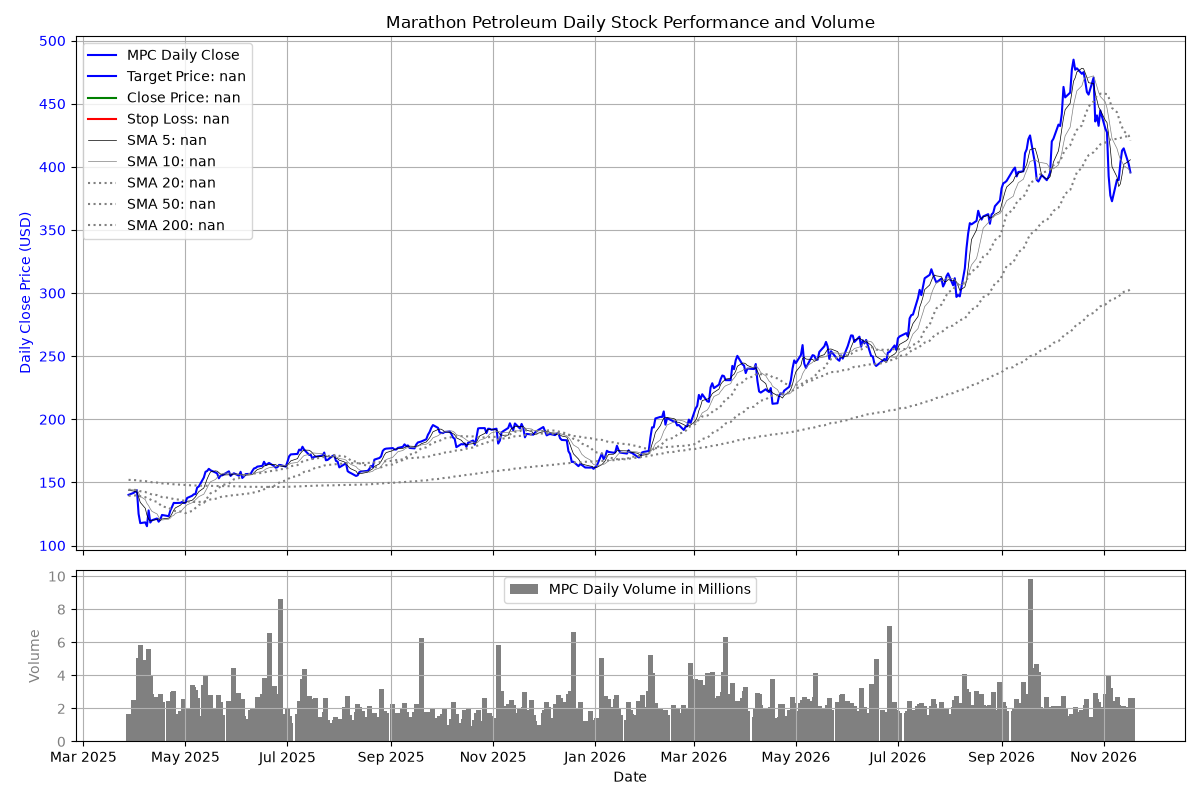 Marathon Petroleum Daily Stock Performance and Volume
Daily Close Price (USD)
500
450
400
350
300
250
200
150
100
MPC Daily Close
Target Price: nan
Close Price: nan
Stop Loss: nan
SMA 5: nan
SMA 10: nan
SMA 20: nan
SMA 50: nan
SMA 200: nan
Volume
10
8
6
4
2
0
MPC Daily Volume in Millions
Mar 2025 May 2025 Jul 2025 Sep 2025 Nov 2025 Jan 2026 Mar 2026 May 2026 Jul 2026 Sep 2026 Nov 2026
Date